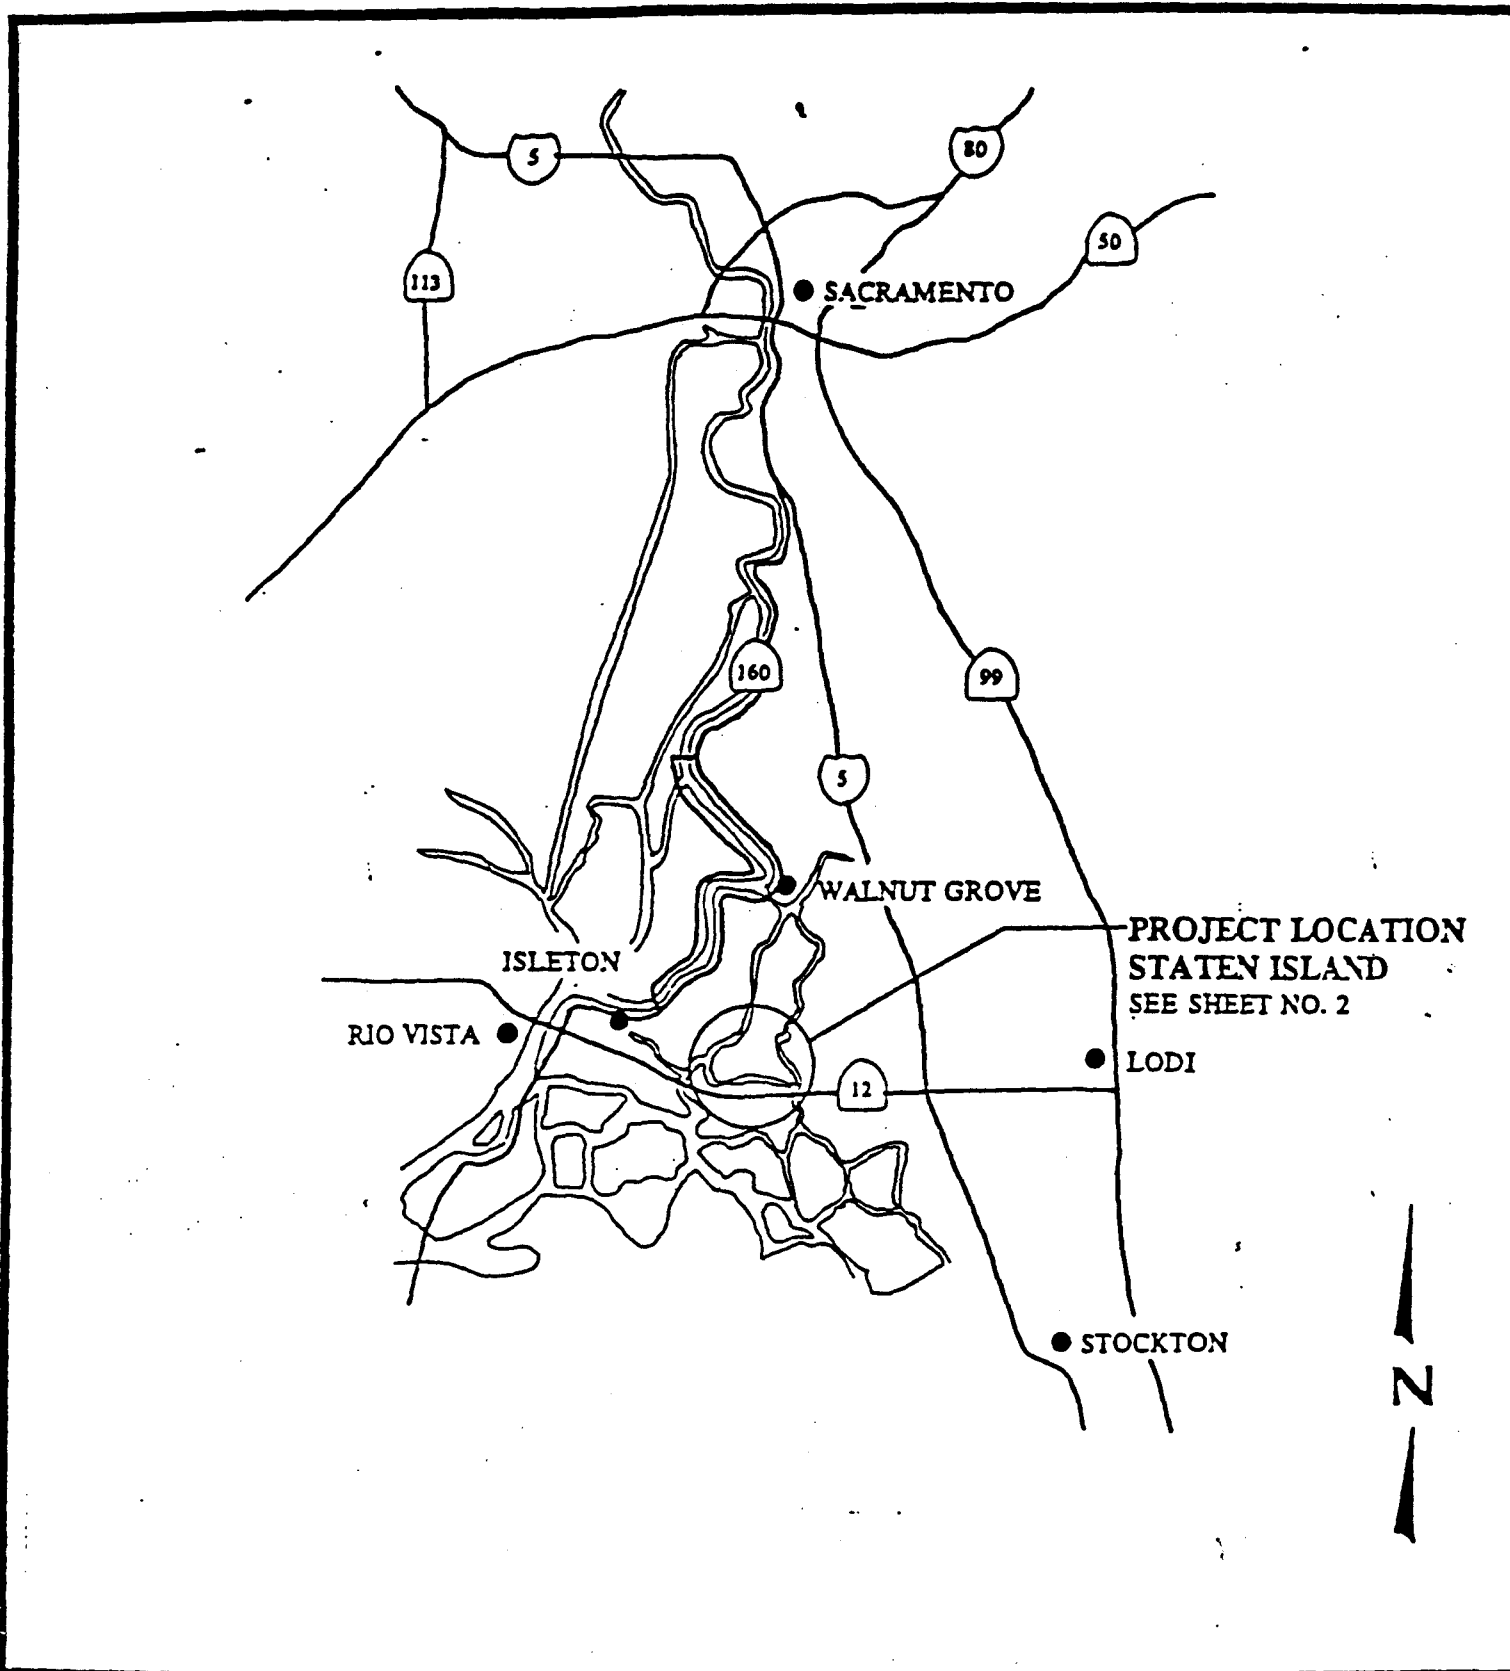 5
80
50
113
SACRAMENTO
160
99
5
WALNUT GROVE
PROJECT LOCATION
STATEN ISLAND
SEE SHEET NO. 2
ISLETON
RIO VISTA
LODI
12
STOCKTON
N